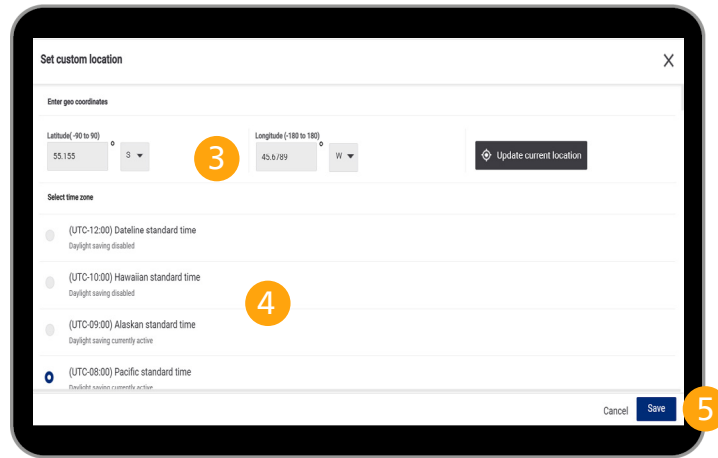 Set custom location X
Enter geo coordinates
Latitude( -90 to 90) Longitude (-180 to 180)
55.155 ° S 3 45.6789 ° W Update current location
Select time zone
(UTC-12:00) Dateline standard time
Daylight saving disabled
(UTC-10:00) Hawaiian standard time
Daylight saving disabled
4
(UTC-09:00) Alaskan standard time
Daylight saving currently active
(UTC-08:00) Pacific standard time
Daylight saving currently active
Cancel Save 5